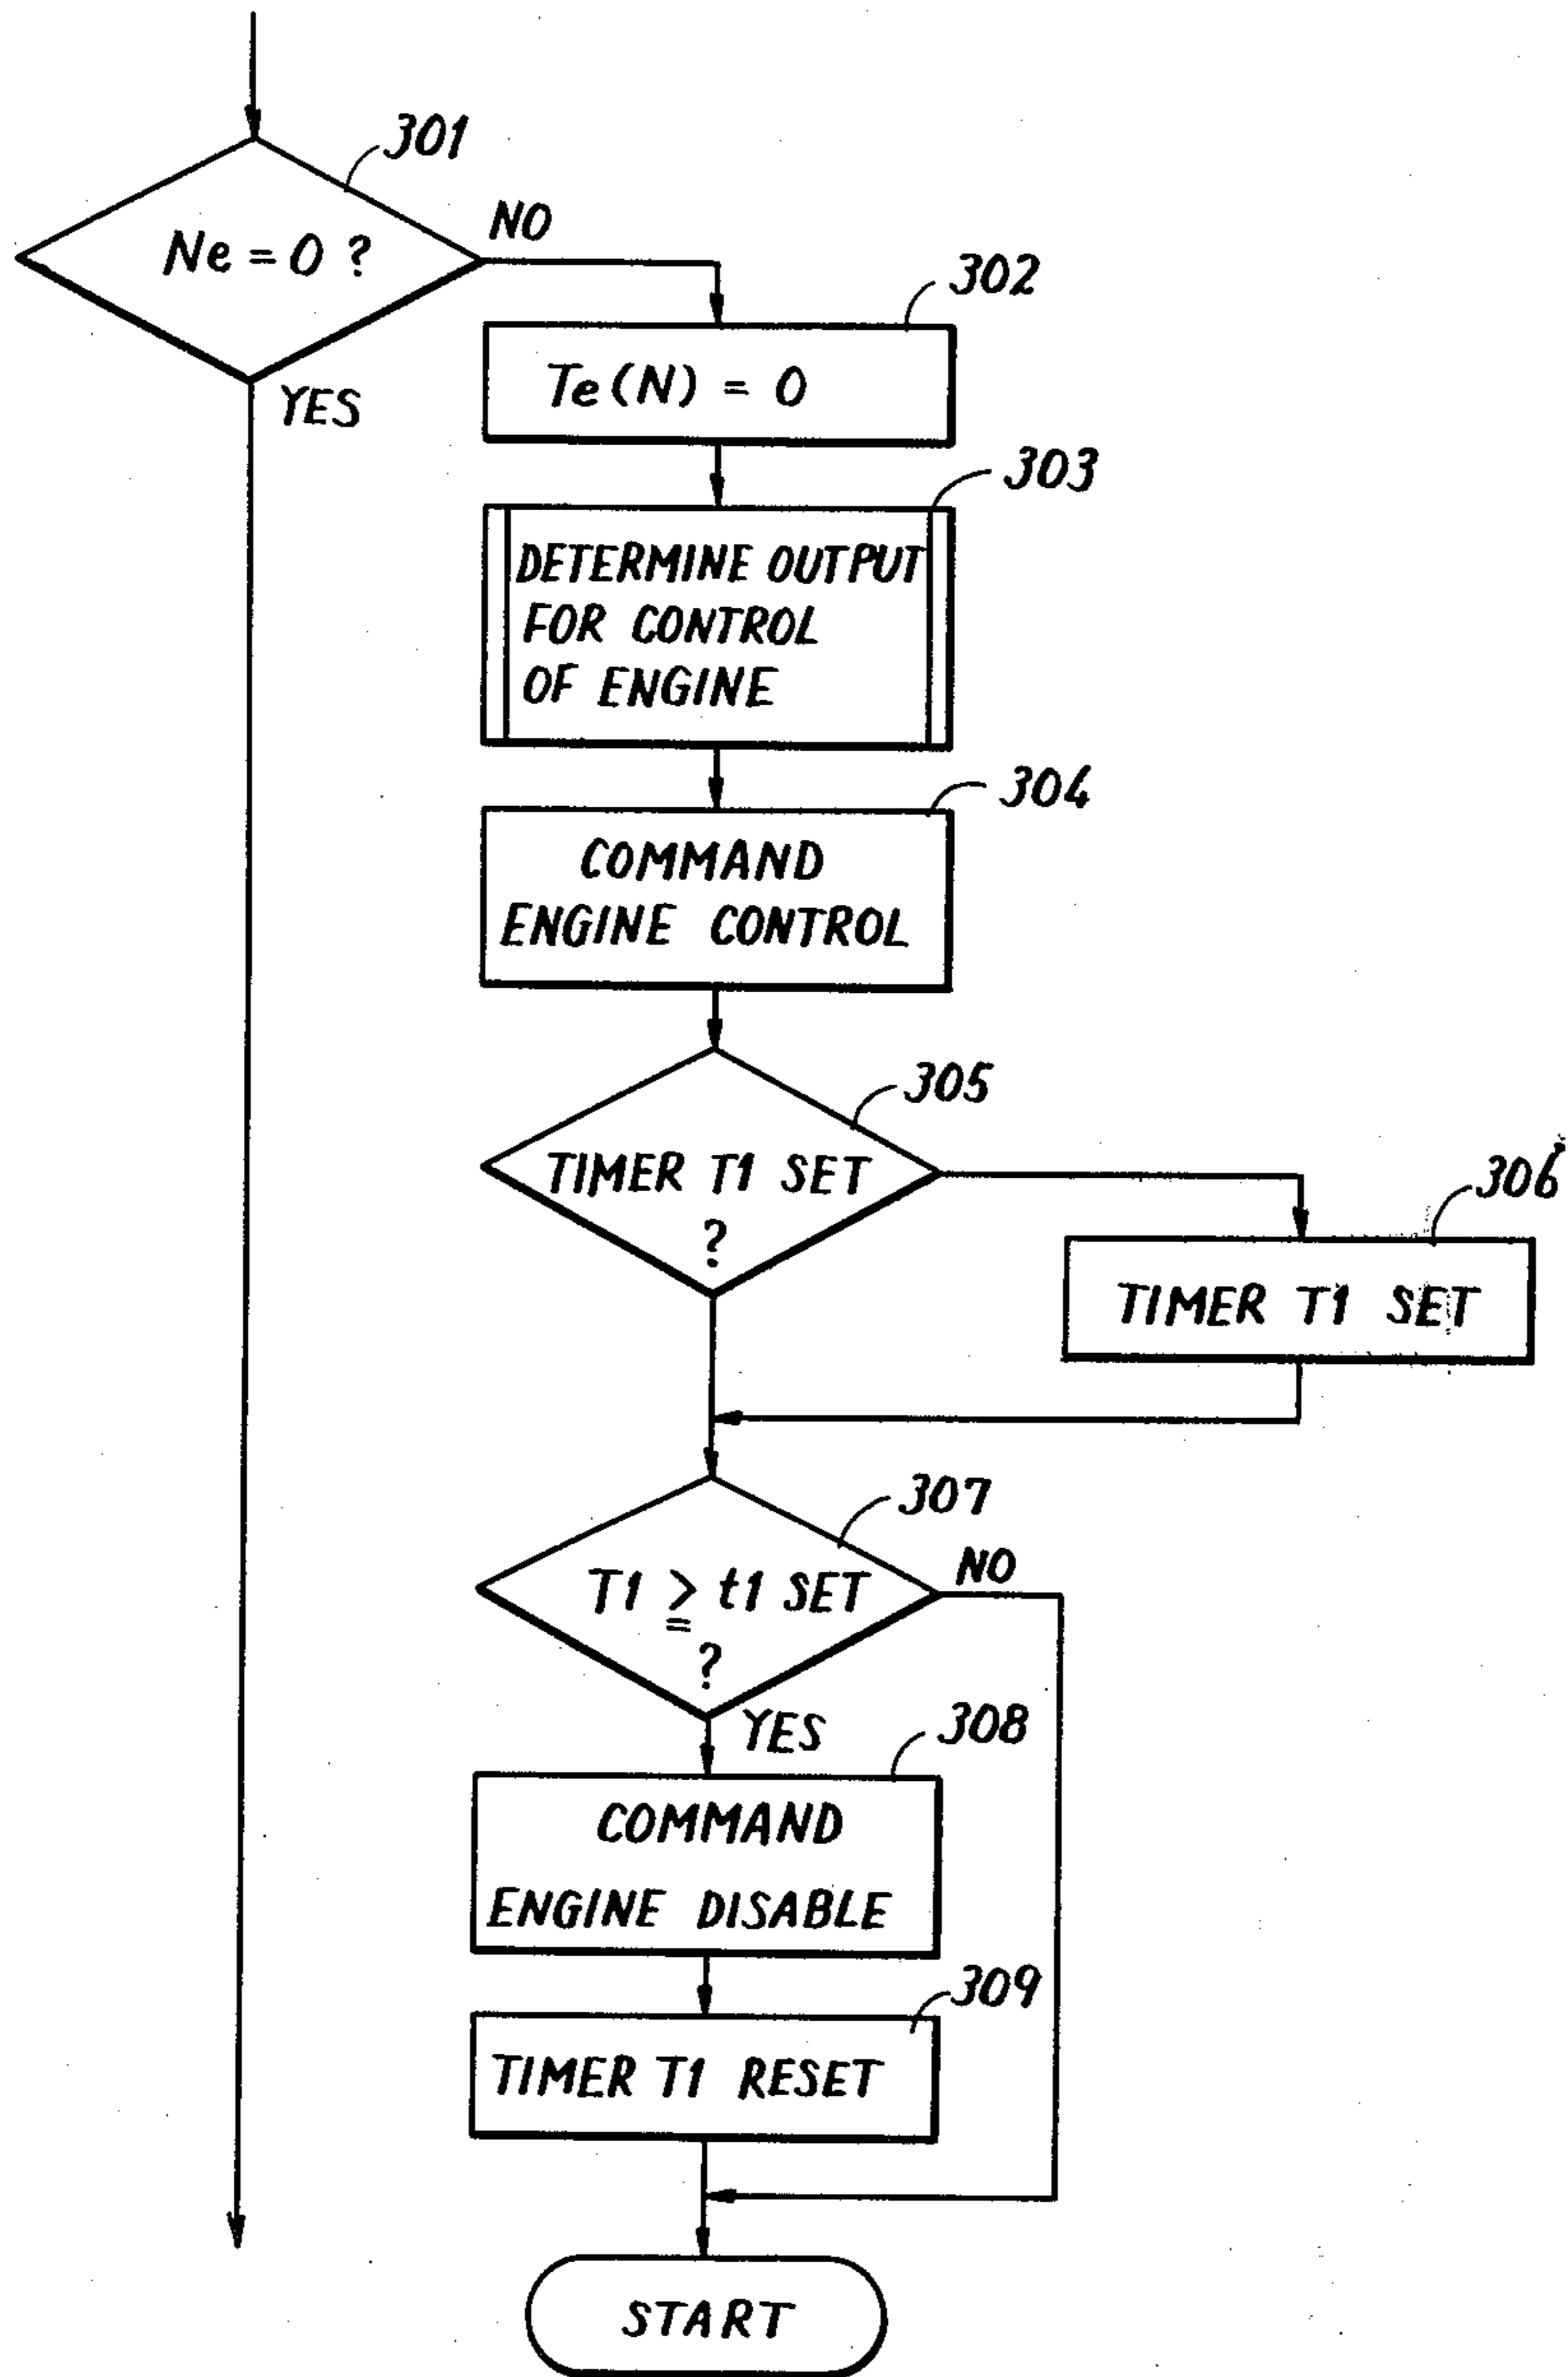 301
Ne = 0 ?
NO
YES
302
Te (N) = 0
303
DETERMINE OUTPUT
FOR CONTROL
OF ENGINE
304
COMMAND
ENGINE CONTROL
305
TIMER T1 SET
?
306
TIMER T1 SET
307
T1 ≧ t1 SET
?
NO
YES
308
COMMAND
ENGINE DISABLE
309
TIMER T1 RESET
START